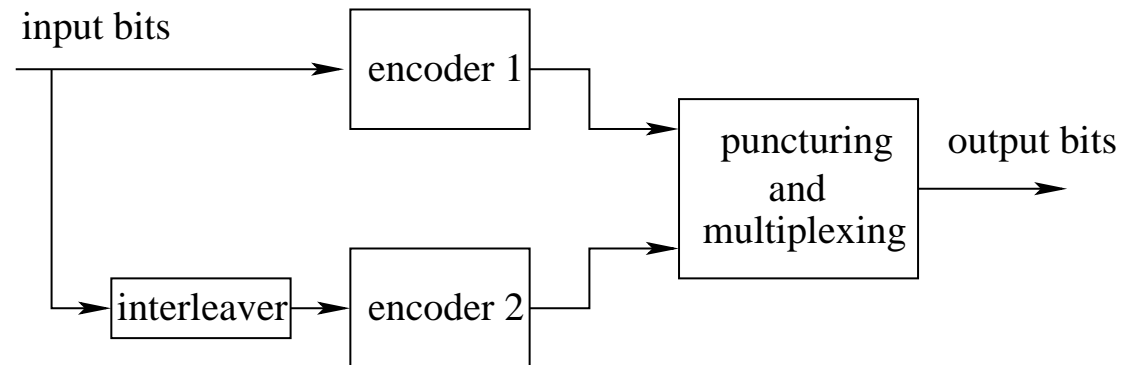 input bits
encoder 1
puncturing
and
multiplexing
output bits
interleaver
encoder 2